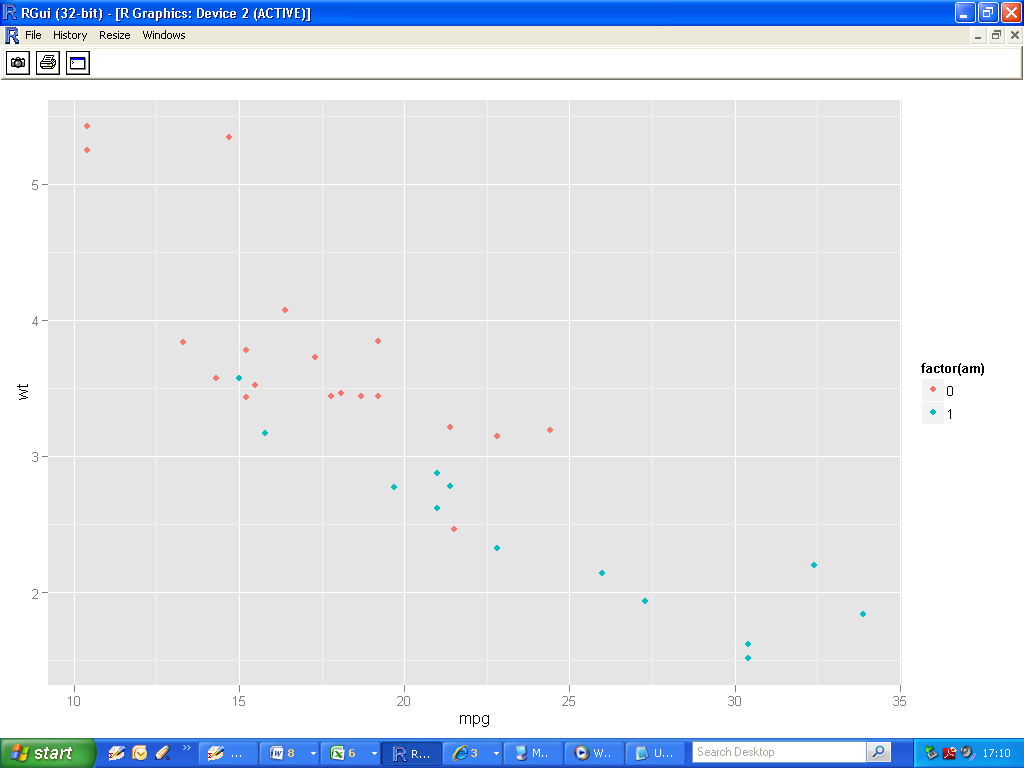 RGui (32-bit) - [R Graphics: Device 2 (ACTIVE)]
File History Resize Windows
5
4
3
2
wt
10 15 20 25 30 35
mpg
factor(am)
0
1
start ... 8 6 R... 3 M... W... U... Search Desktop 17:10